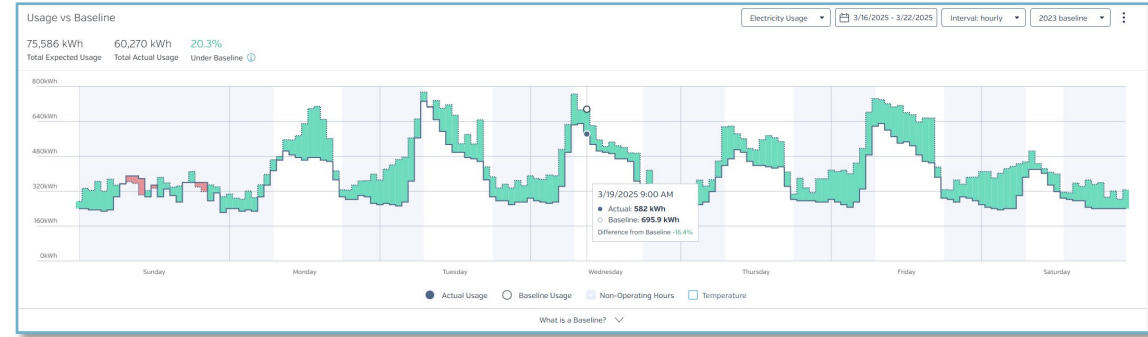 Usage vs Baseline
Electricity Usage
3/16/2025 - 3/22/2025
Interval: hourly
2023 baseline
75,586 kWh
60,270 kWh
20.3%
Total Expected Usage
Total Actual Usage
Under Baseline
800kWh
640kWh
480kWh
320kWh
160kWh
0kWh
3/19/2025 9:00 AM
Actual: 582 kWh
Baseline: 695.9 kWh
Difference from Baseline -16.4%
Sunday
Monday
Tuesday
Wednesday
Thursday
Friday
Saturday
Actual Usage
Baseline Usage
Non-Operating Hours
Temperature
What is a Baseline?